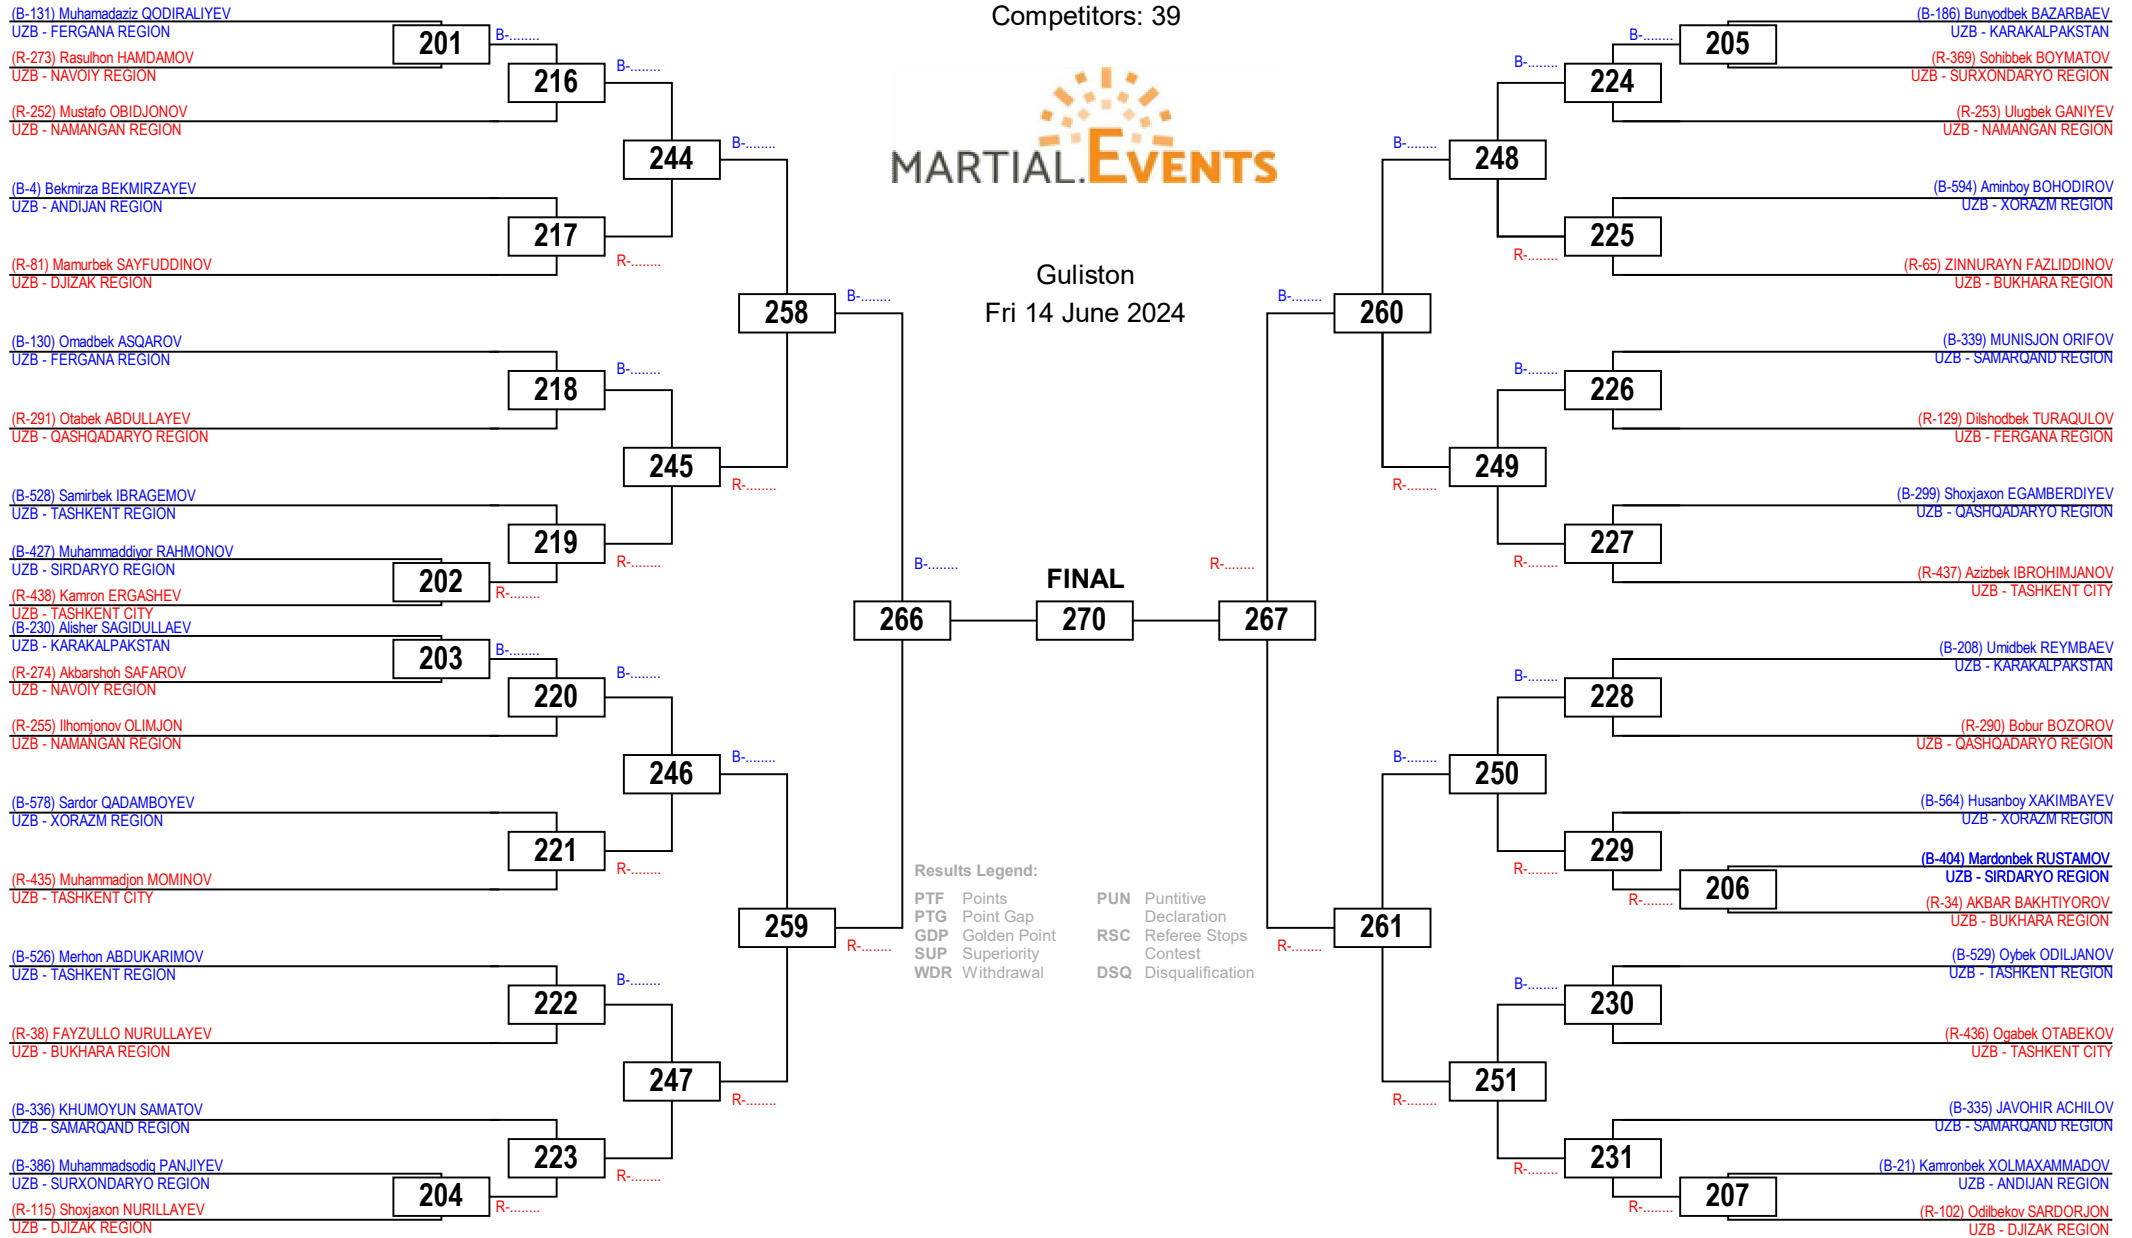 Competitors: 39
MARTIAL.EVENTS
Guliston
Fri 14 June 2024
(B-131) Muhamadaziz QODIRALIYEV
UZB - FERGANA REGION
201
B-........
(R-273) Rasulhon HAMDAMOV
UZB - NAVOIY REGION
216
B-........
(R-252) Mustafo OBIDJONOV
UZB - NAMANGAN REGION
244
B-........
(B-4) Bekmirza BEKMIRZAYEV
UZB - ANDIJAN REGION
217
R-........
(R-81) Mamurbek SAYFUDDINOV
UZB - DJIZAK REGION
258
B-........
(B-130) Omadbek ASQAROV
UZB - FERGANA REGION
218
B-........
(R-291) Otabek ABDULLAYEV
UZB - QASHQADARYO REGION
245
R-........
(B-528) Samirbek IBRAGEMOV
UZB - TASHKENT REGION
219
R-........
(B-427) Muhammaddiyor RAHMONOV
UZB - SIRDARYO REGION
202
R-........
(R-438) Kamron ERGASHEV
UZB - TASHKENT CITY
266
B-........
(B-230) Alisher SAGIDULLAEV
UZB - KARAKALPAKSTAN
203
B-........
(R-274) Akbarshoh SAFAROV
UZB - NAVOIY REGION
220
B-........
(R-255) Ilhomjonov OLIMJON
UZB - NAMANGAN REGION
246
B-........
(B-578) Sardor QADAMBOYEV
UZB - XORAZM REGION
221
R-........
(R-435) Muhammadjon MOMINOV
UZB - TASHKENT CITY
259
R-........
(B-526) Merhon ABDUKARIMOV
UZB - TASHKENT REGION
222
B-........
(R-38) FAYZULLO NURULLAYEV
UZB - BUKHARA REGION
247
R-........
(B-336) KHUMOYUN SAMATOV
UZB - SAMARQAND REGION
223
R-........
(B-386) Muhammadsodiq PANJIYEV
UZB - SURXONDARYO REGION
204
R-........
(R-115) Shoxjaxon NURILLAYEV
UZB - DJIZAK REGION
FINAL
270
Results Legend:
PTF Points
PTG Point Gap
GDP Golden Point
SUP Superiority
WDR Withdrawal
PUN Puntitive
Declaration
RSC Referee Stops
Contest
DSQ Disqualification
(B-186) Bunyodbek BAZARBAEV
UZB - KARAKALPAKSTAN
205
B-........
(R-369) Sohibbek BOYMATOV
UZB - SURXONDARYO REGION
224
B-........
(R-253) Ulugbek GANIYEV
UZB - NAMANGAN REGION
248
B-........
(B-594) Aminboy BOHODIROV
UZB - XORAZM REGION
225
R-........
(R-65) ZINNURAYN FAZLIDDINOV
UZB - BUKHARA REGION
260
B-........
(B-339) MUNISJON ORIFOV
UZB - SAMARQAND REGION
226
B-........
(R-129) Dilshodbek TURAQULOV
UZB - FERGANA REGION
249
R-........
(B-299) Shoxjaxon EGAMBERDIYEV
UZB - QASHQADARYO REGION
227
R-........
(R-437) Azizbek IBROHIMJANOV
UZB - TASHKENT CITY
267
R-........
(B-208) Umidbek REYMBAEV
UZB - KARAKALPAKSTAN
228
B-........
(R-290) Bobur BOZOROV
UZB - QASHQADARYO REGION
250
B-........
(B-564) Husanboy XAKIMBAYEV
UZB - XORAZM REGION
229
R-........
(B-404) Mardonbek RUSTAMOV
UZB - SIRDARYO REGION
206
R-........
(R-34) AKBAR BAKHTIYOROV
UZB - BUKHARA REGION
261
R-........
(B-529) Oybek ODILJANOV
UZB - TASHKENT REGION
230
B-........
(R-436) Ogabek OTABEKOV
UZB - TASHKENT CITY
251
R-........
(B-335) JAVOHIR ACHILOV
UZB - SAMARQAND REGION
231
R-........
(B-21) Kamronbek XOLMAXAMMADOV
UZB - ANDIJAN REGION
207
R-........
(R-102) Odilbekov SARDORJON
UZB - DJIZAK REGION